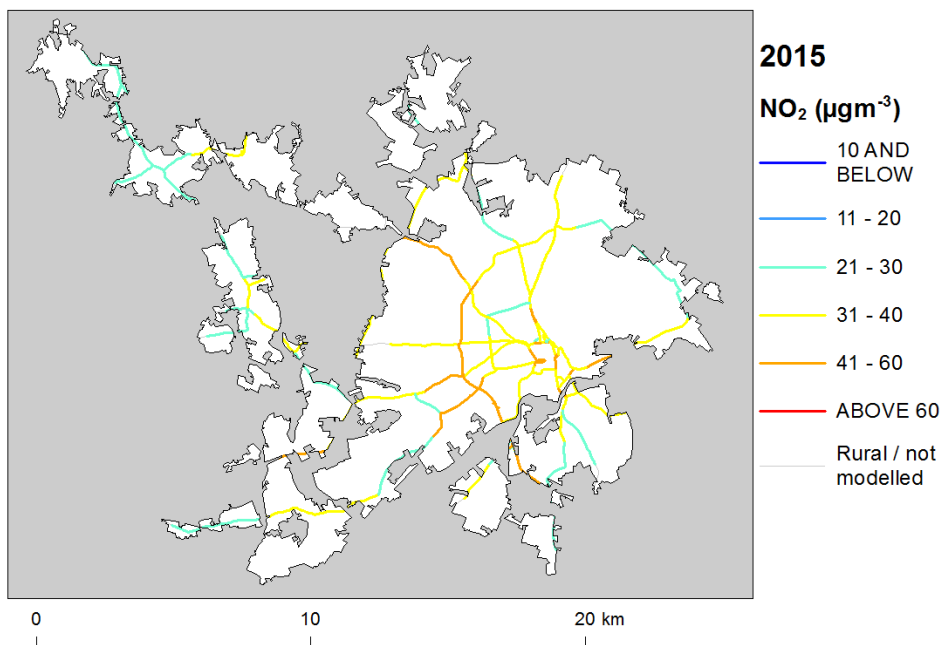 2015
NO₂ (µgm⁻³)
10 AND
BELOW
11 - 20
21 - 30
31 - 40
41 - 60
ABOVE 60
Rural / not
modelled
0 10 20 km